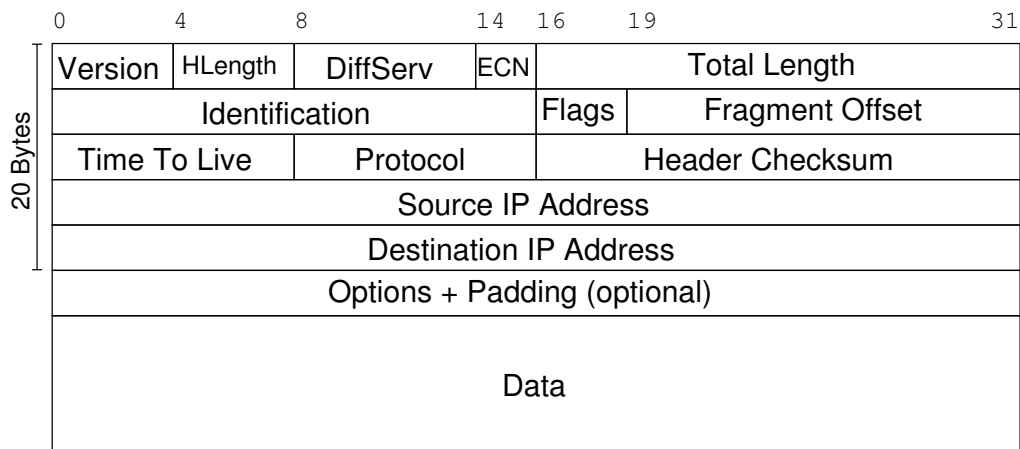 0 4 8 14 16 19 31
Version HLength DiffServ ECN Total Length
Identification Flags Fragment Offset
Time To Live Protocol Header Checksum
Source IP Address
Destination IP Address
20 Bytes
Options + Padding (optional)
Data